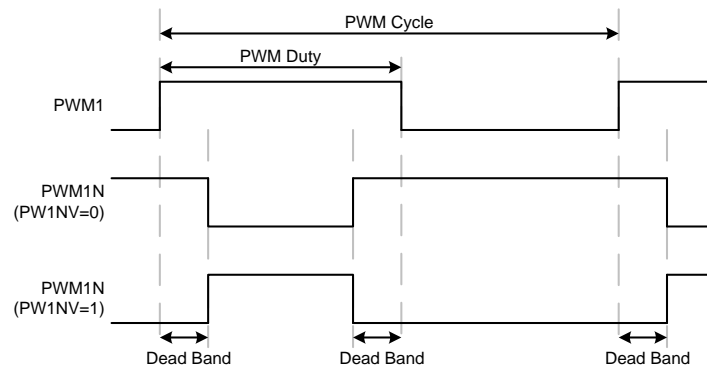 PWM Cycle
PWM Duty
PWM1
PWM1N
(PW1NV=0)
PWM1N
(PW1NV=1)
Dead Band
Dead Band
Dead Band